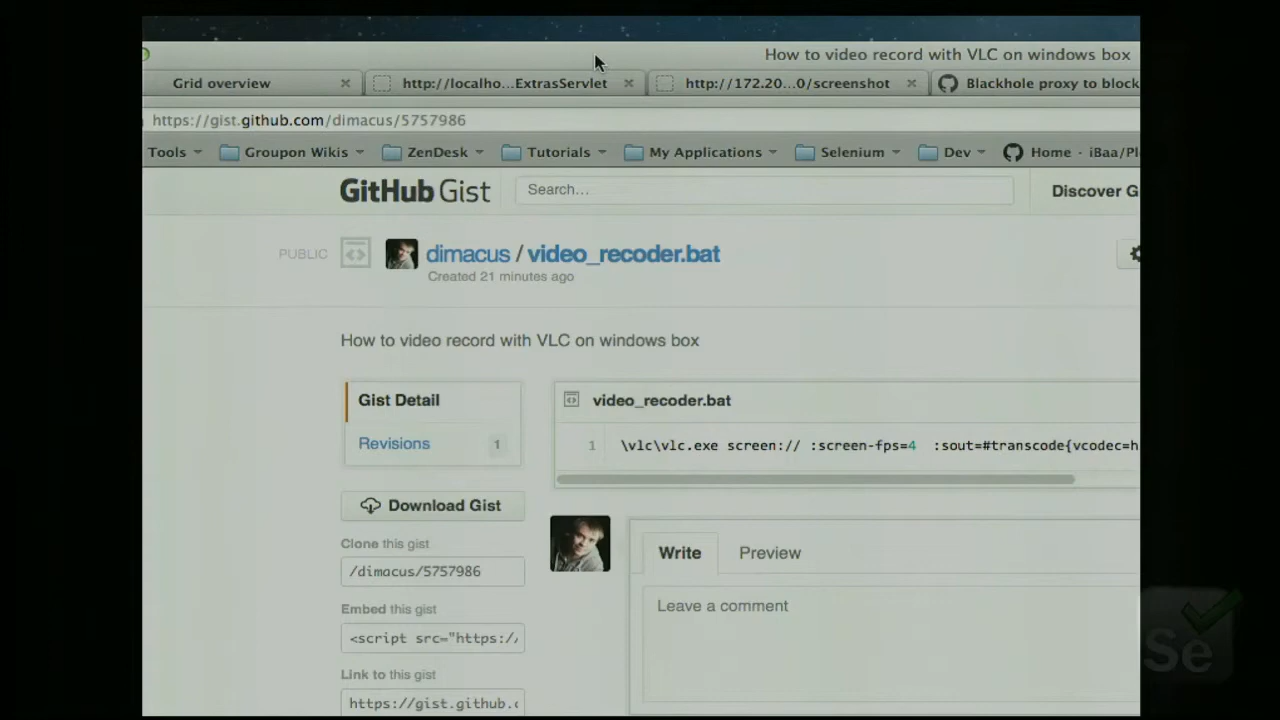 How to video record with VLC on windows box
Grid overview
http://localho...ExtrasServlet
http://172.20...0/screenshot
Blackhole proxy to block
https://gist.github.com/dimacus/5757986
Tools
Groupon Wikis
ZenDesk
Tutorials
My Applications
Selenium
Dev
Home · iBaa/Pl
GitHub Gist
Search...
Discover G
PUBLIC
dimacus / video_recoder.bat
Created 21 minutes ago
How to video record with VLC on windows box
Gist Detail
Revisions 1
video_recoder.bat
1 \vlc\vlc.exe screen:// :screen-fps=4 :sout=#transcode{vcodec=h
Download Gist
Clone this gist
/dimacus/5757986
Embed this gist
<script src="https:/
Link to this gist
https://gist.github.c
Write
Preview
Leave a comment
Se